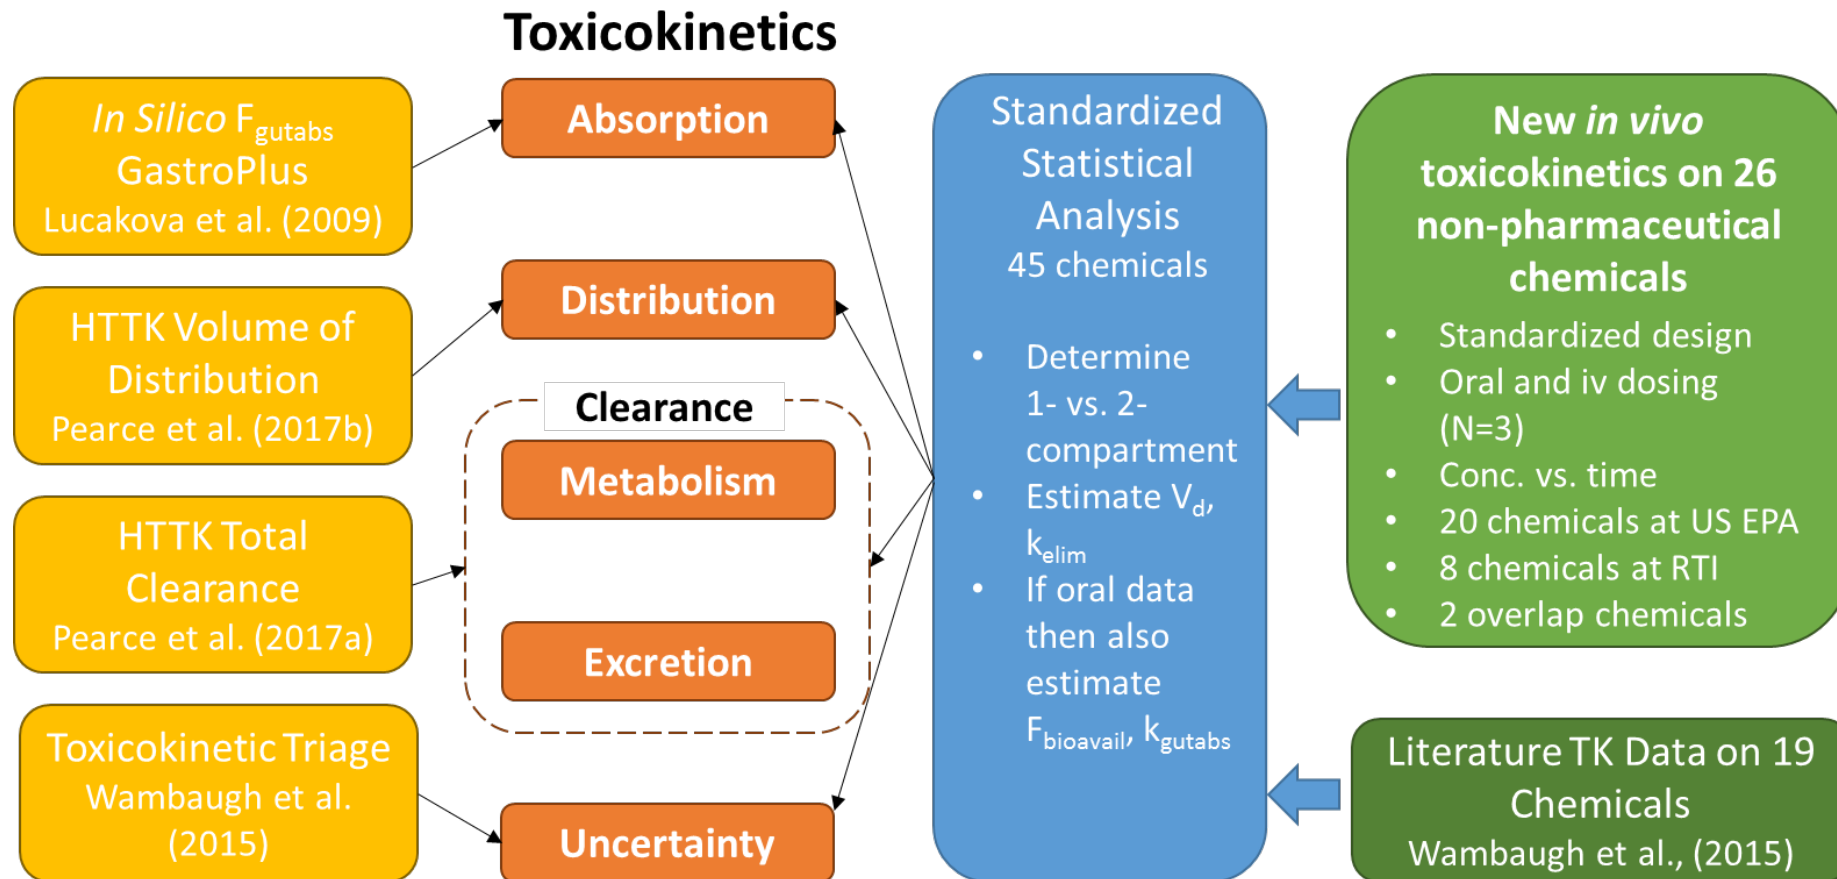 Toxicokinetics
In Silico Fgutabs
GastroPlus
Lucakova et al. (2009)
HTTK Volume of
Distribution
Pearce et al. (2017b)
HTTK Total
Clearance
Pearce et al. (2017a)
Toxicokinetic Triage
Wambaugh et al.
(2015)
Absorption
Distribution
Clearance
Metabolism
Excretion
Uncertainty
Standardized
Statistical
Analysis
45 chemicals
• Determine
1- vs. 2-
compartment
• Estimate Vd,
kelim
• If oral data
then also
estimate
Fbioavail, kgutabs
New in vivo
toxicokinetics on 26
non-pharmaceutical
chemicals
• Standardized design
• Oral and iv dosing
(N=3)
• Conc. vs. time
• 20 chemicals at US EPA
• 8 chemicals at RTI
• 2 overlap chemicals
Literature TK Data on 19
Chemicals
Wambaugh et al., (2015)